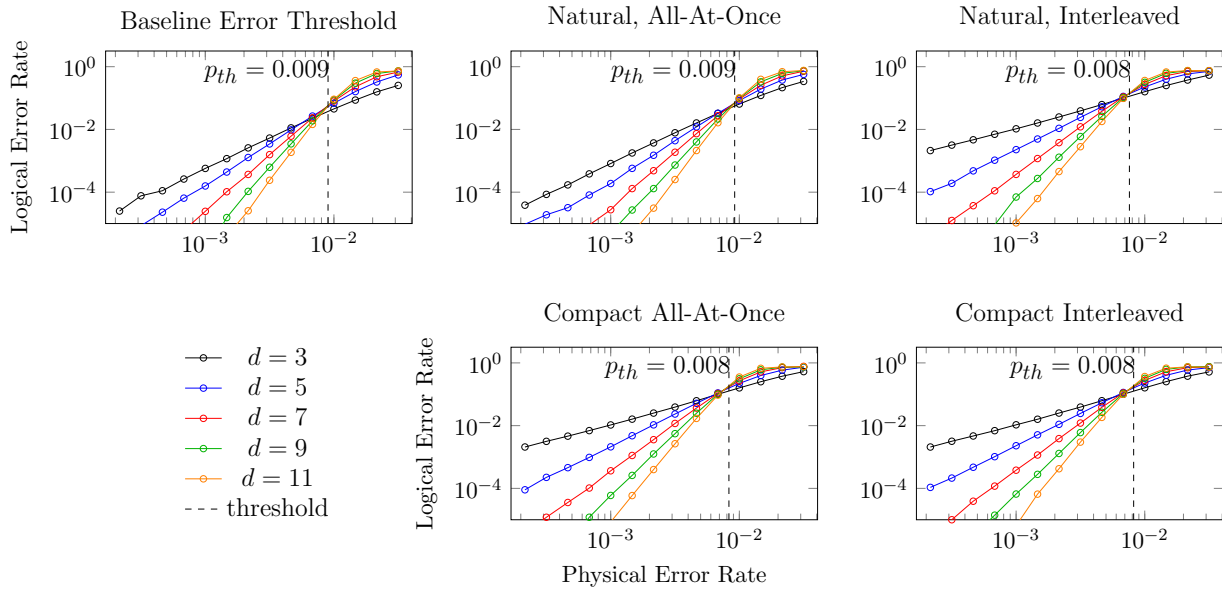 Baseline Error Threshold
Natural, All-At-Once
Natural, Interleaved
Logical Error Rate
10^0
10^−2
10^−4
p_th = 0.009
10^−3
10^−2
10^0
10^−2
10^−4
p_th = 0.009
10^−3
10^−2
10^0
10^−2
10^−4
p_th = 0.008
10^−3
10^−2
Compact All-At-Once
Compact Interleaved
d = 3
d = 5
d = 7
d = 9
d = 11
threshold
Logical Error Rate
10^0
10^−2
10^−4
p_th = 0.008
10^−3
10^−2
Physical Error Rate
10^0
10^−2
10^−4
p_th = 0.008
10^−3
10^−2